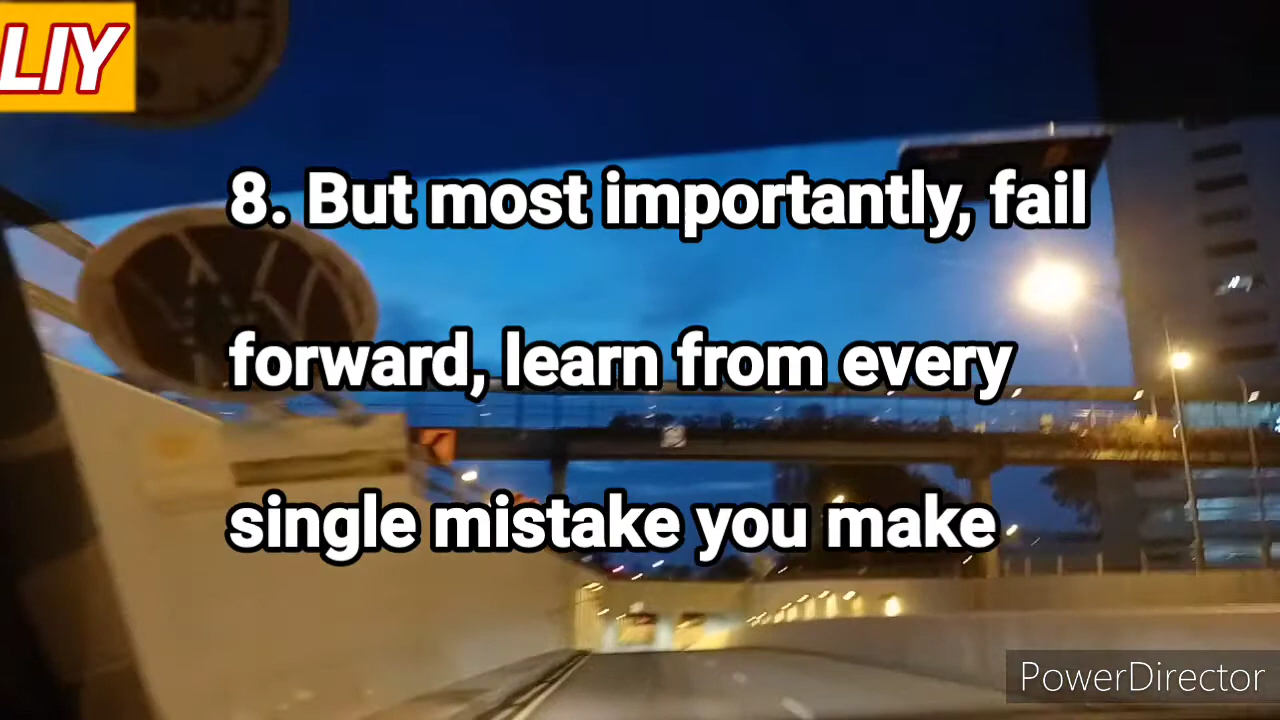 LIY
8. But most importantly, fail
forward, learn from every
single mistake you make
PowerDirector